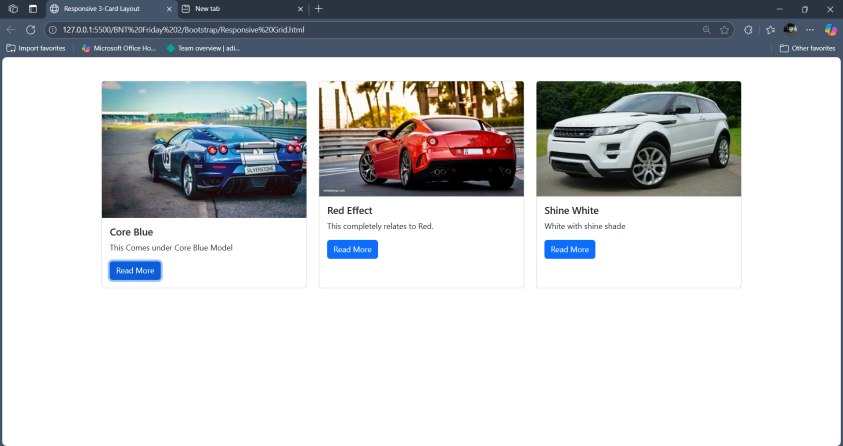 Responsive 3-Card Layout
New tab
127.0.0.1:5500/BNT%20Friday%202/Bootstrap/Responsive%20Grid.html
Import favorites
Microsoft Office Ho...
Team overview | adi...
Other favorites
SILVERSTONE
Core Blue
This Comes under Core Blue Model
Read More
Red Effect
This completely relates to Red.
Read More
Shine White
White with shine shade
Read More